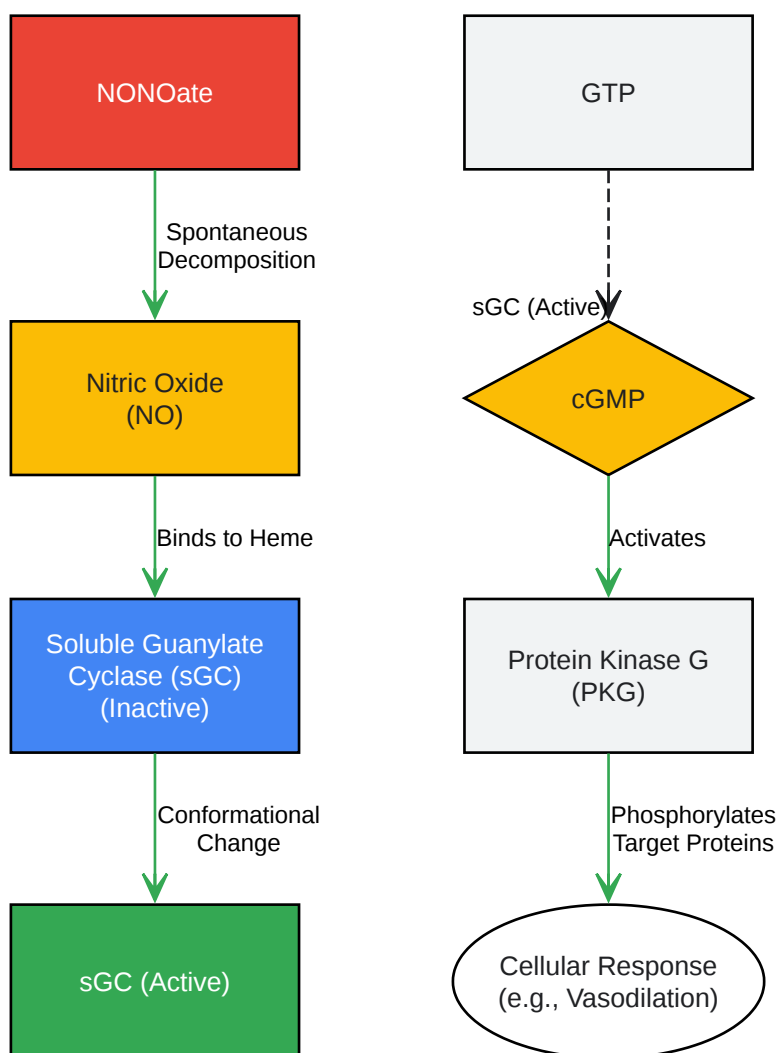 NONOate
Spontaneous
Decomposition
Nitric Oxide
(NO)
Binds to Heme
Soluble Guanylate
Cyclase (sGC)
(Inactive)
Conformational
Change
sGC (Active)
GTP
sGC (Active)
cGMP
Activates
Protein Kinase G
(PKG)
Phosphorylates
Target Proteins
Cellular Response
(e.g., Vasodilation)